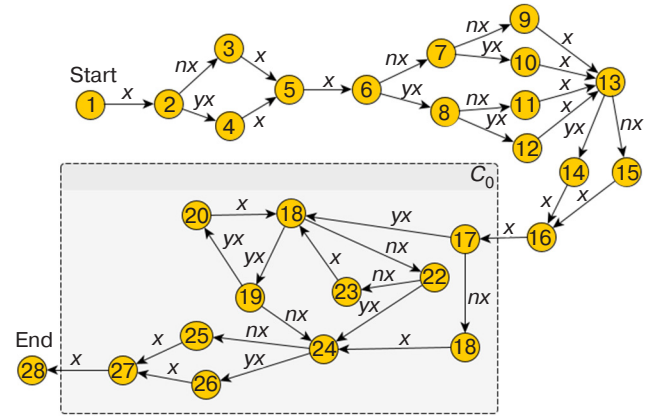 Start
1 x 2
nx 3 x
yx 4 x
5 x 6
nx 7 nx 9 x
yx 10 x
yx 8 nx 11 x
yx 12 x
13
yx 14 x
nx 15 x
16 x
C0
17 yx
nx
18 x
20 x 18
yx yx nx
19 nx
x 23 nx 22
yx
24
nx 25 x
yx 26 x
27 x
End
28